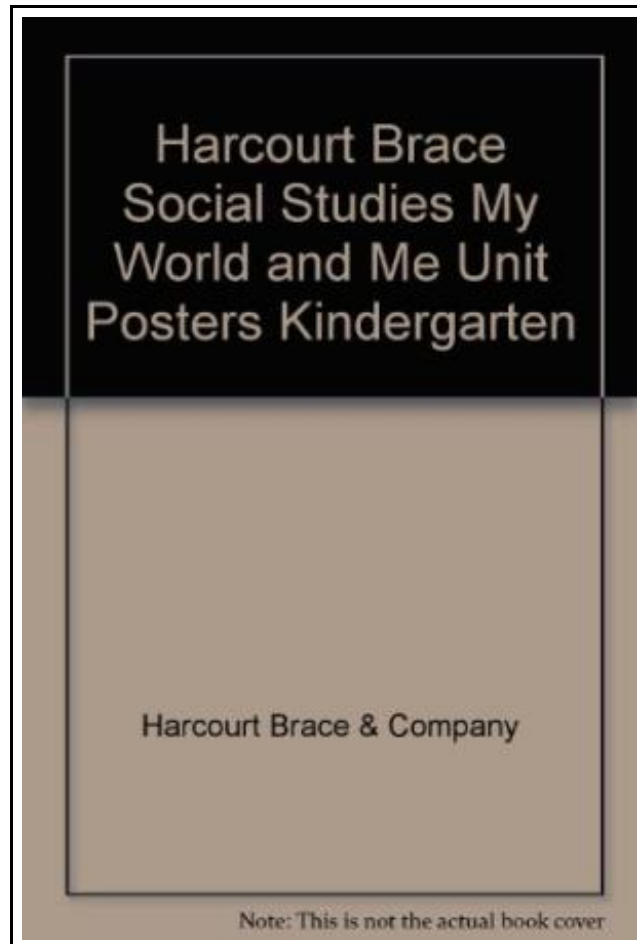 Harcourt Brace
Social Studies My
World and Me Unit
Posters Kindergarten
Harcourt Brace & Company
Note: This is not the actual book cover